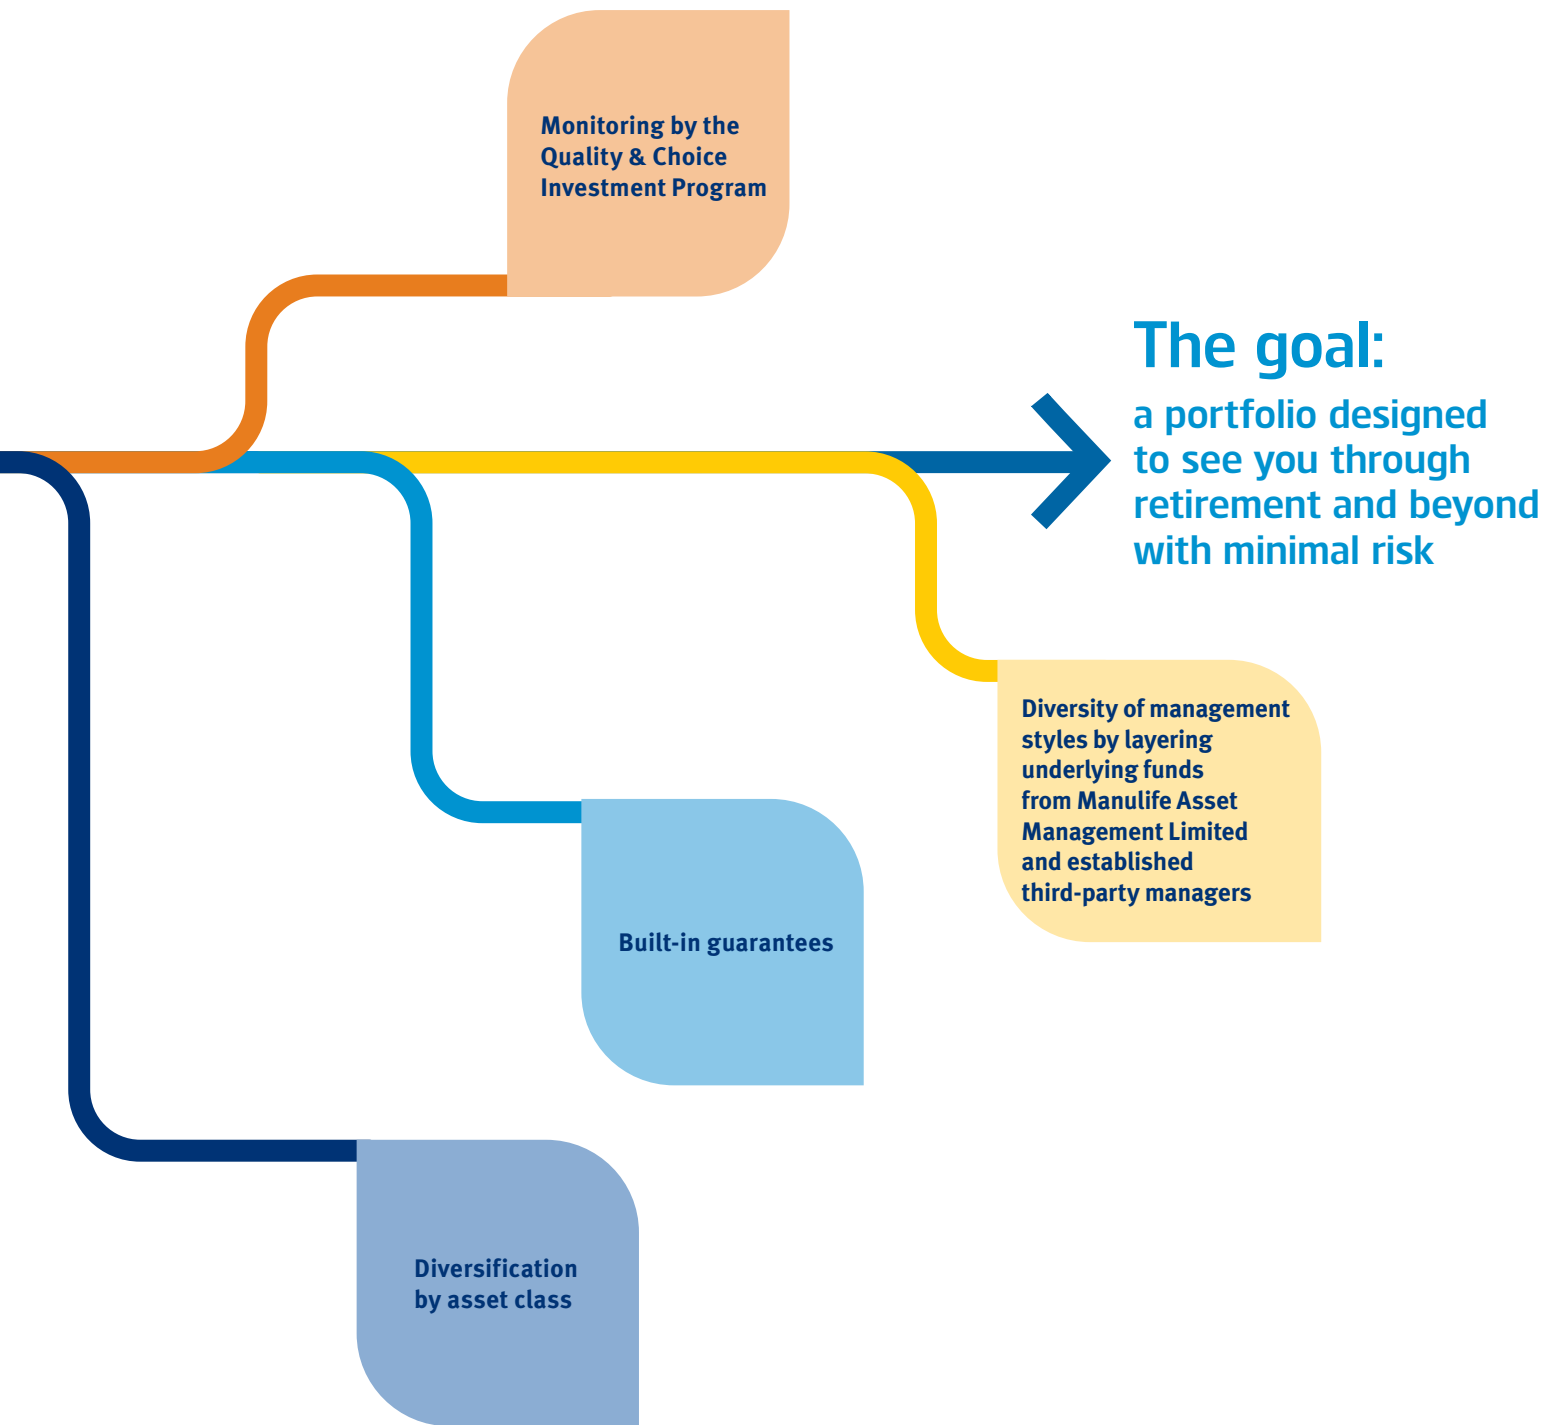 Monitoring by the
Quality & Choice
Investment Program
The goal:
a portfolio designed
to see you through
retirement and beyond
with minimal risk
Diversity of management
styles by layering
underlying funds
from Manulife Asset
Management Limited
and established
third-party managers
Built-in guarantees
Diversification
by asset class